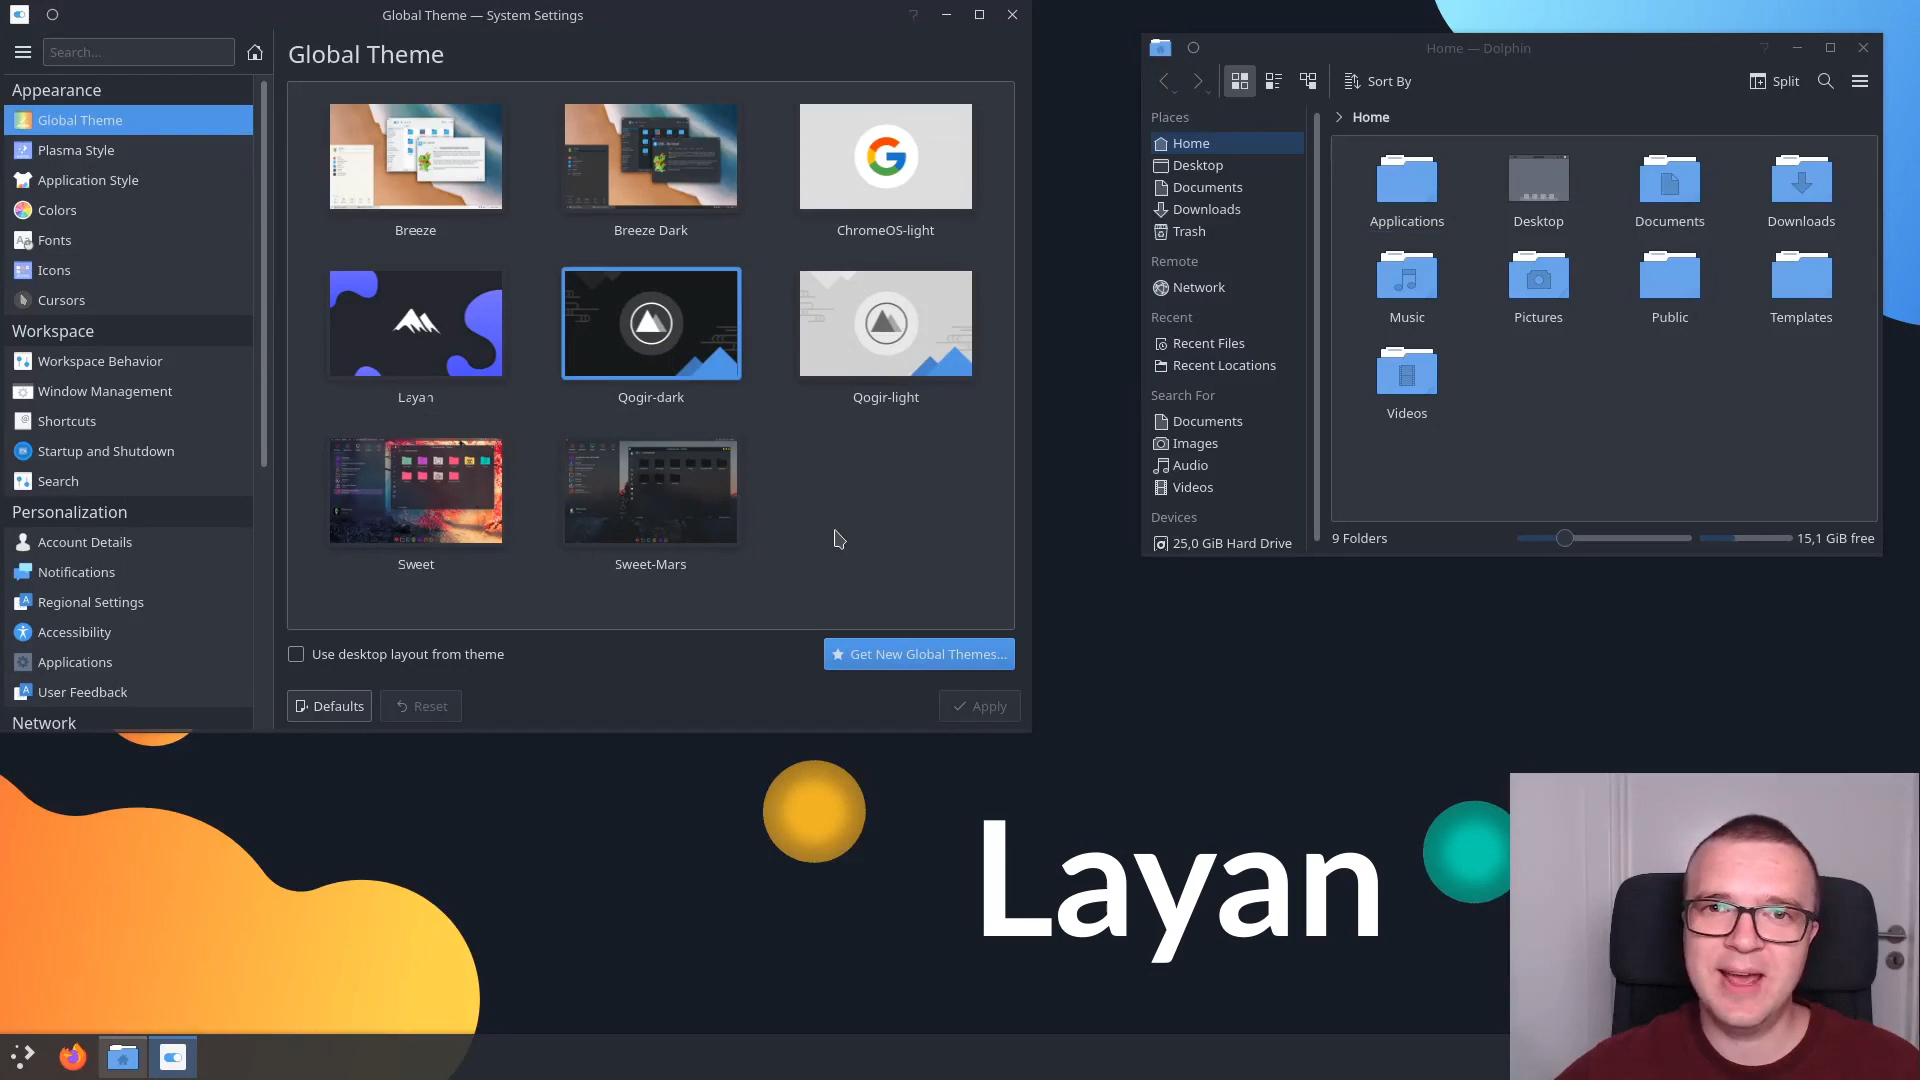 Global Theme — System Settings
Search...
Global Theme
Appearance
Global Theme
Plasma Style
Application Style
Colors
Fonts
Icons
Cursors
Workspace
Workspace Behavior
Window Management
Shortcuts
Startup and Shutdown
Search
Personalization
Account Details
Notifications
Regional Settings
Accessibility
Applications
User Feedback
Network
Breeze
Breeze Dark
ChromeOS-light
Layan
Qogir-dark
Qogir-light
Sweet
Sweet-Mars
Use desktop layout from theme
Get New Global Themes...
Defaults
Reset
Apply
Home — Dolphin
Sort By
Split
Places
Home
Desktop
Documents
Downloads
Trash
Remote
Network
Recent
Recent Files
Recent Locations
Search For
Documents
Images
Audio
Videos
Devices
25,0 GiB Hard Drive
Home
Applications
Desktop
Documents
Downloads
Music
Pictures
Public
Templates
Videos
9 Folders
15,1 GiB free
Layan